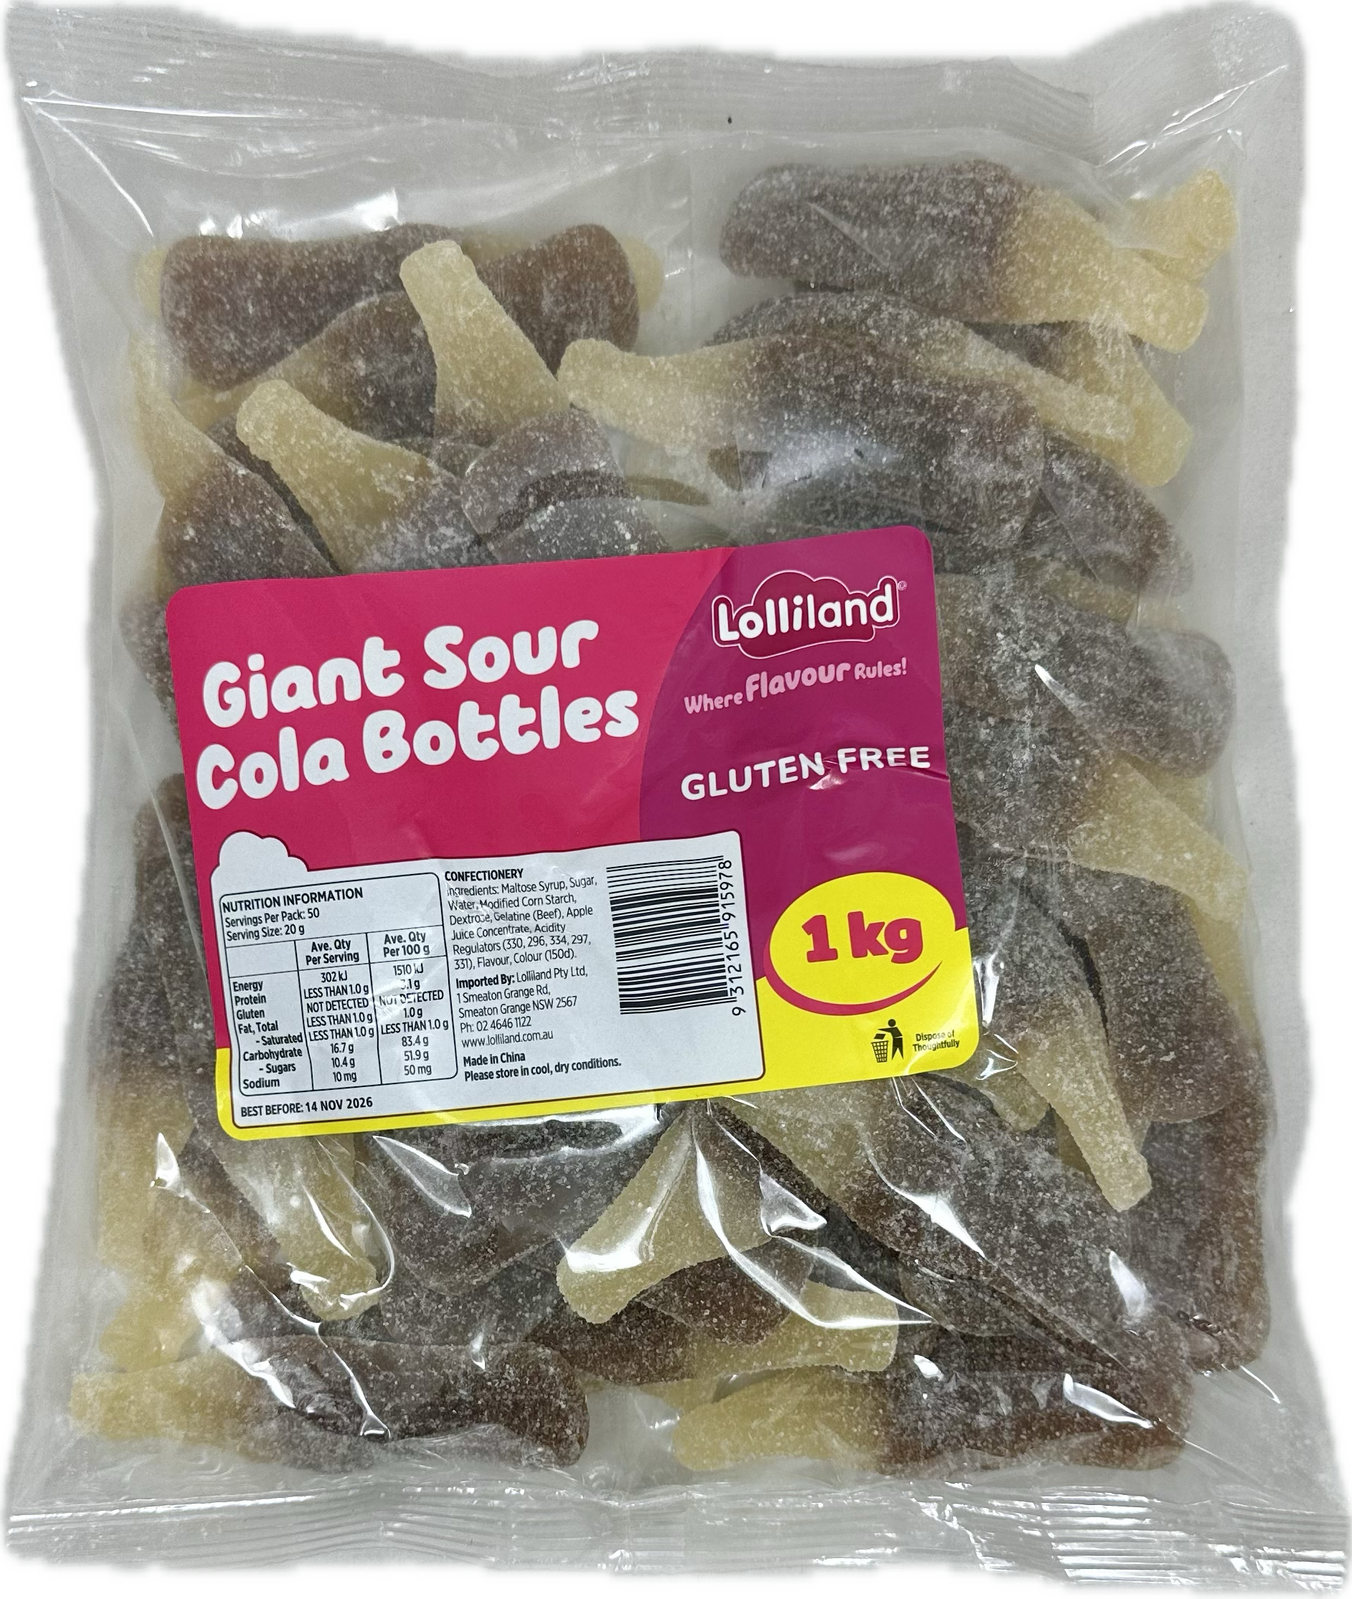 Giant Sour
Cola Bottles
Lolliland®
Where Flavour Rules!
GLUTEN FREE
1 kg
Dispose of
Thoughtfully
NUTRITION INFORMATION
Servings Per Pack: 50
Serving Size: 20 g
Ave. Qty Per Serving Ave. Qty Per 100 g
Energy 302 kJ 1510 kJ
Protein LESS THAN 1.0 g 3.1 g
Gluten NOT DETECTED NOT DETECTED
Fat, Total LESS THAN 1.0 g 1.0 g
- Saturated LESS THAN 1.0 g LESS THAN 1.0 g
Carbohydrate 16.7 g 83.4 g
- Sugars 10.4 g 51.9 g
Sodium 10 mg 50 mg
BEST BEFORE: 14 NOV 2026
CONFECTIONERY
Ingredients: Maltose Syrup, Sugar,
Water, Modified Corn Starch,
Dextrose, Gelatine (Beef), Apple
Juice Concentrate, Acidity
Regulators (330, 296, 334, 297,
331), Flavour, Colour (150d).
Imported By: Lolliland Pty Ltd,
1 Smeaton Grange Rd,
Smeaton Grange NSW 2567
Ph: 02 4646 1122
www.lolliland.com.au
Made in China
Please store in cool, dry conditions.
9 312165 915978